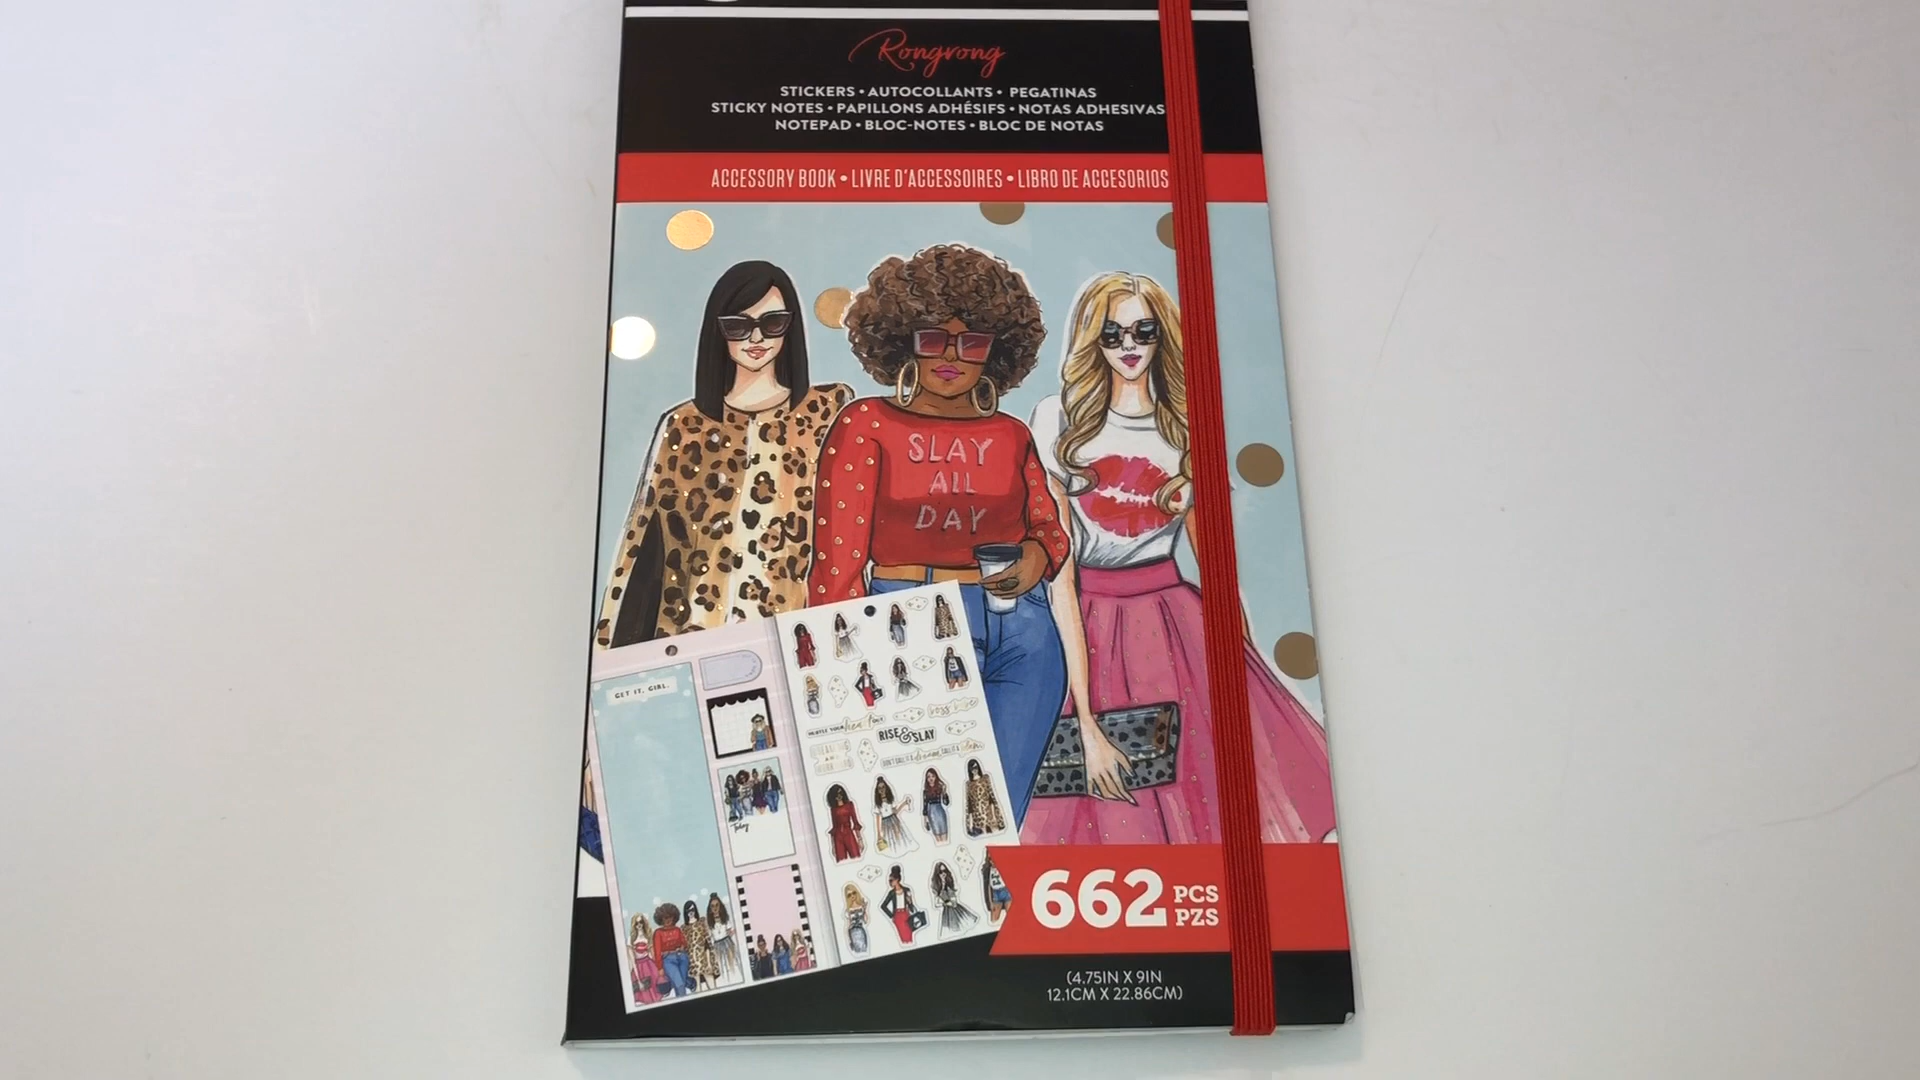 Rongrong
STICKERS • AUTOCOLLANTS • PEGATINAS
STICKY NOTES • PAPILLONS ADHÉSIFS • NOTAS ADHESIVAS
NOTEPAD • BLOC-NOTES • BLOC DE NOTAS
ACCESSORY BOOK • LIVRE D'ACCESSOIRES • LIBRO DE ACCESORIOS
SLAY
ALL
DAY
GET IT, GIRL.
RISE & SLAY
Today
662 PCS
PZS
(4.75IN X 9IN
12.1CM X 22.86CM)